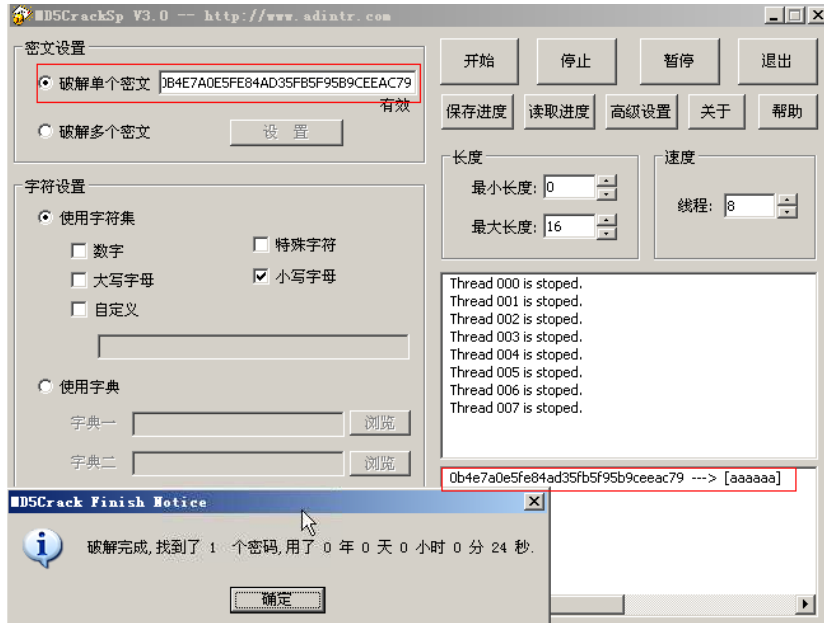 MD5CrackSp V3.0 -- http://www.adintr.com
密文设置
破解单个密文 0B4E7A0E5FE84AD35FB5F95B9CEEAC79
有效
破解多个密文 设 置
字符设置
使用字符集
数字 特殊字符
大写字母 小写字母
自定义
使用字典
字典一 浏览
字典二 浏览
开始 停止 暂停 退出
保存进度 读取进度 高级设置 关于 帮助
长度
最小长度: 0
最大长度: 16
速度
线程: 8
Thread 000 is stoped.
Thread 001 is stoped.
Thread 002 is stoped.
Thread 003 is stoped.
Thread 004 is stoped.
Thread 005 is stoped.
Thread 006 is stoped.
Thread 007 is stoped.
0b4e7a0e5fe84ad35fb5f95b9ceeac79 ---> [aaaaaa]
MD5Crack Finish Notice
破解完成,找到了 1 个密码,用了 0 年 0 天 0 小时 0 分 24 秒.
确定